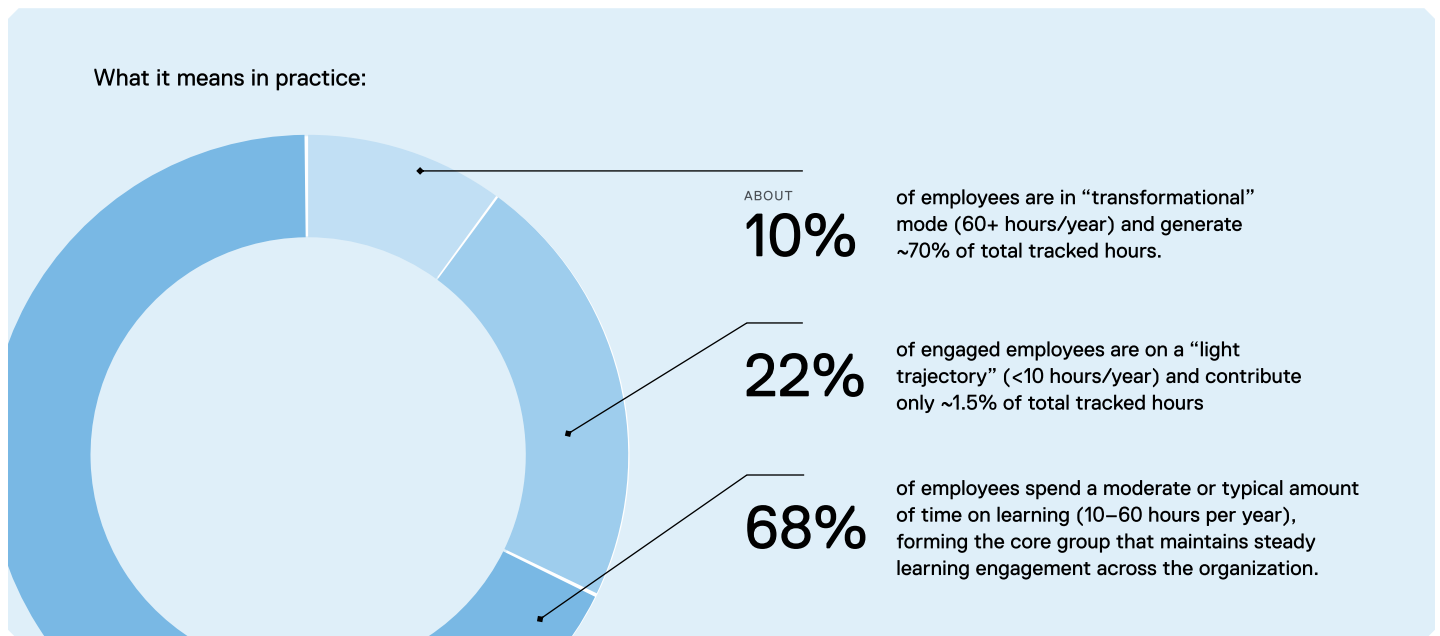 What it means in practice:
ABOUT
10%
of employees are in “transformational”
mode (60+ hours/year) and generate
~70% of total tracked hours.
22%
of engaged employees are on a “light
trajectory” (<10 hours/year) and contribute
only ~1.5% of total tracked hours
68%
of employees spend a moderate or typical amount
of time on learning (10–60 hours per year),
forming the core group that maintains steady
learning engagement across the organization.